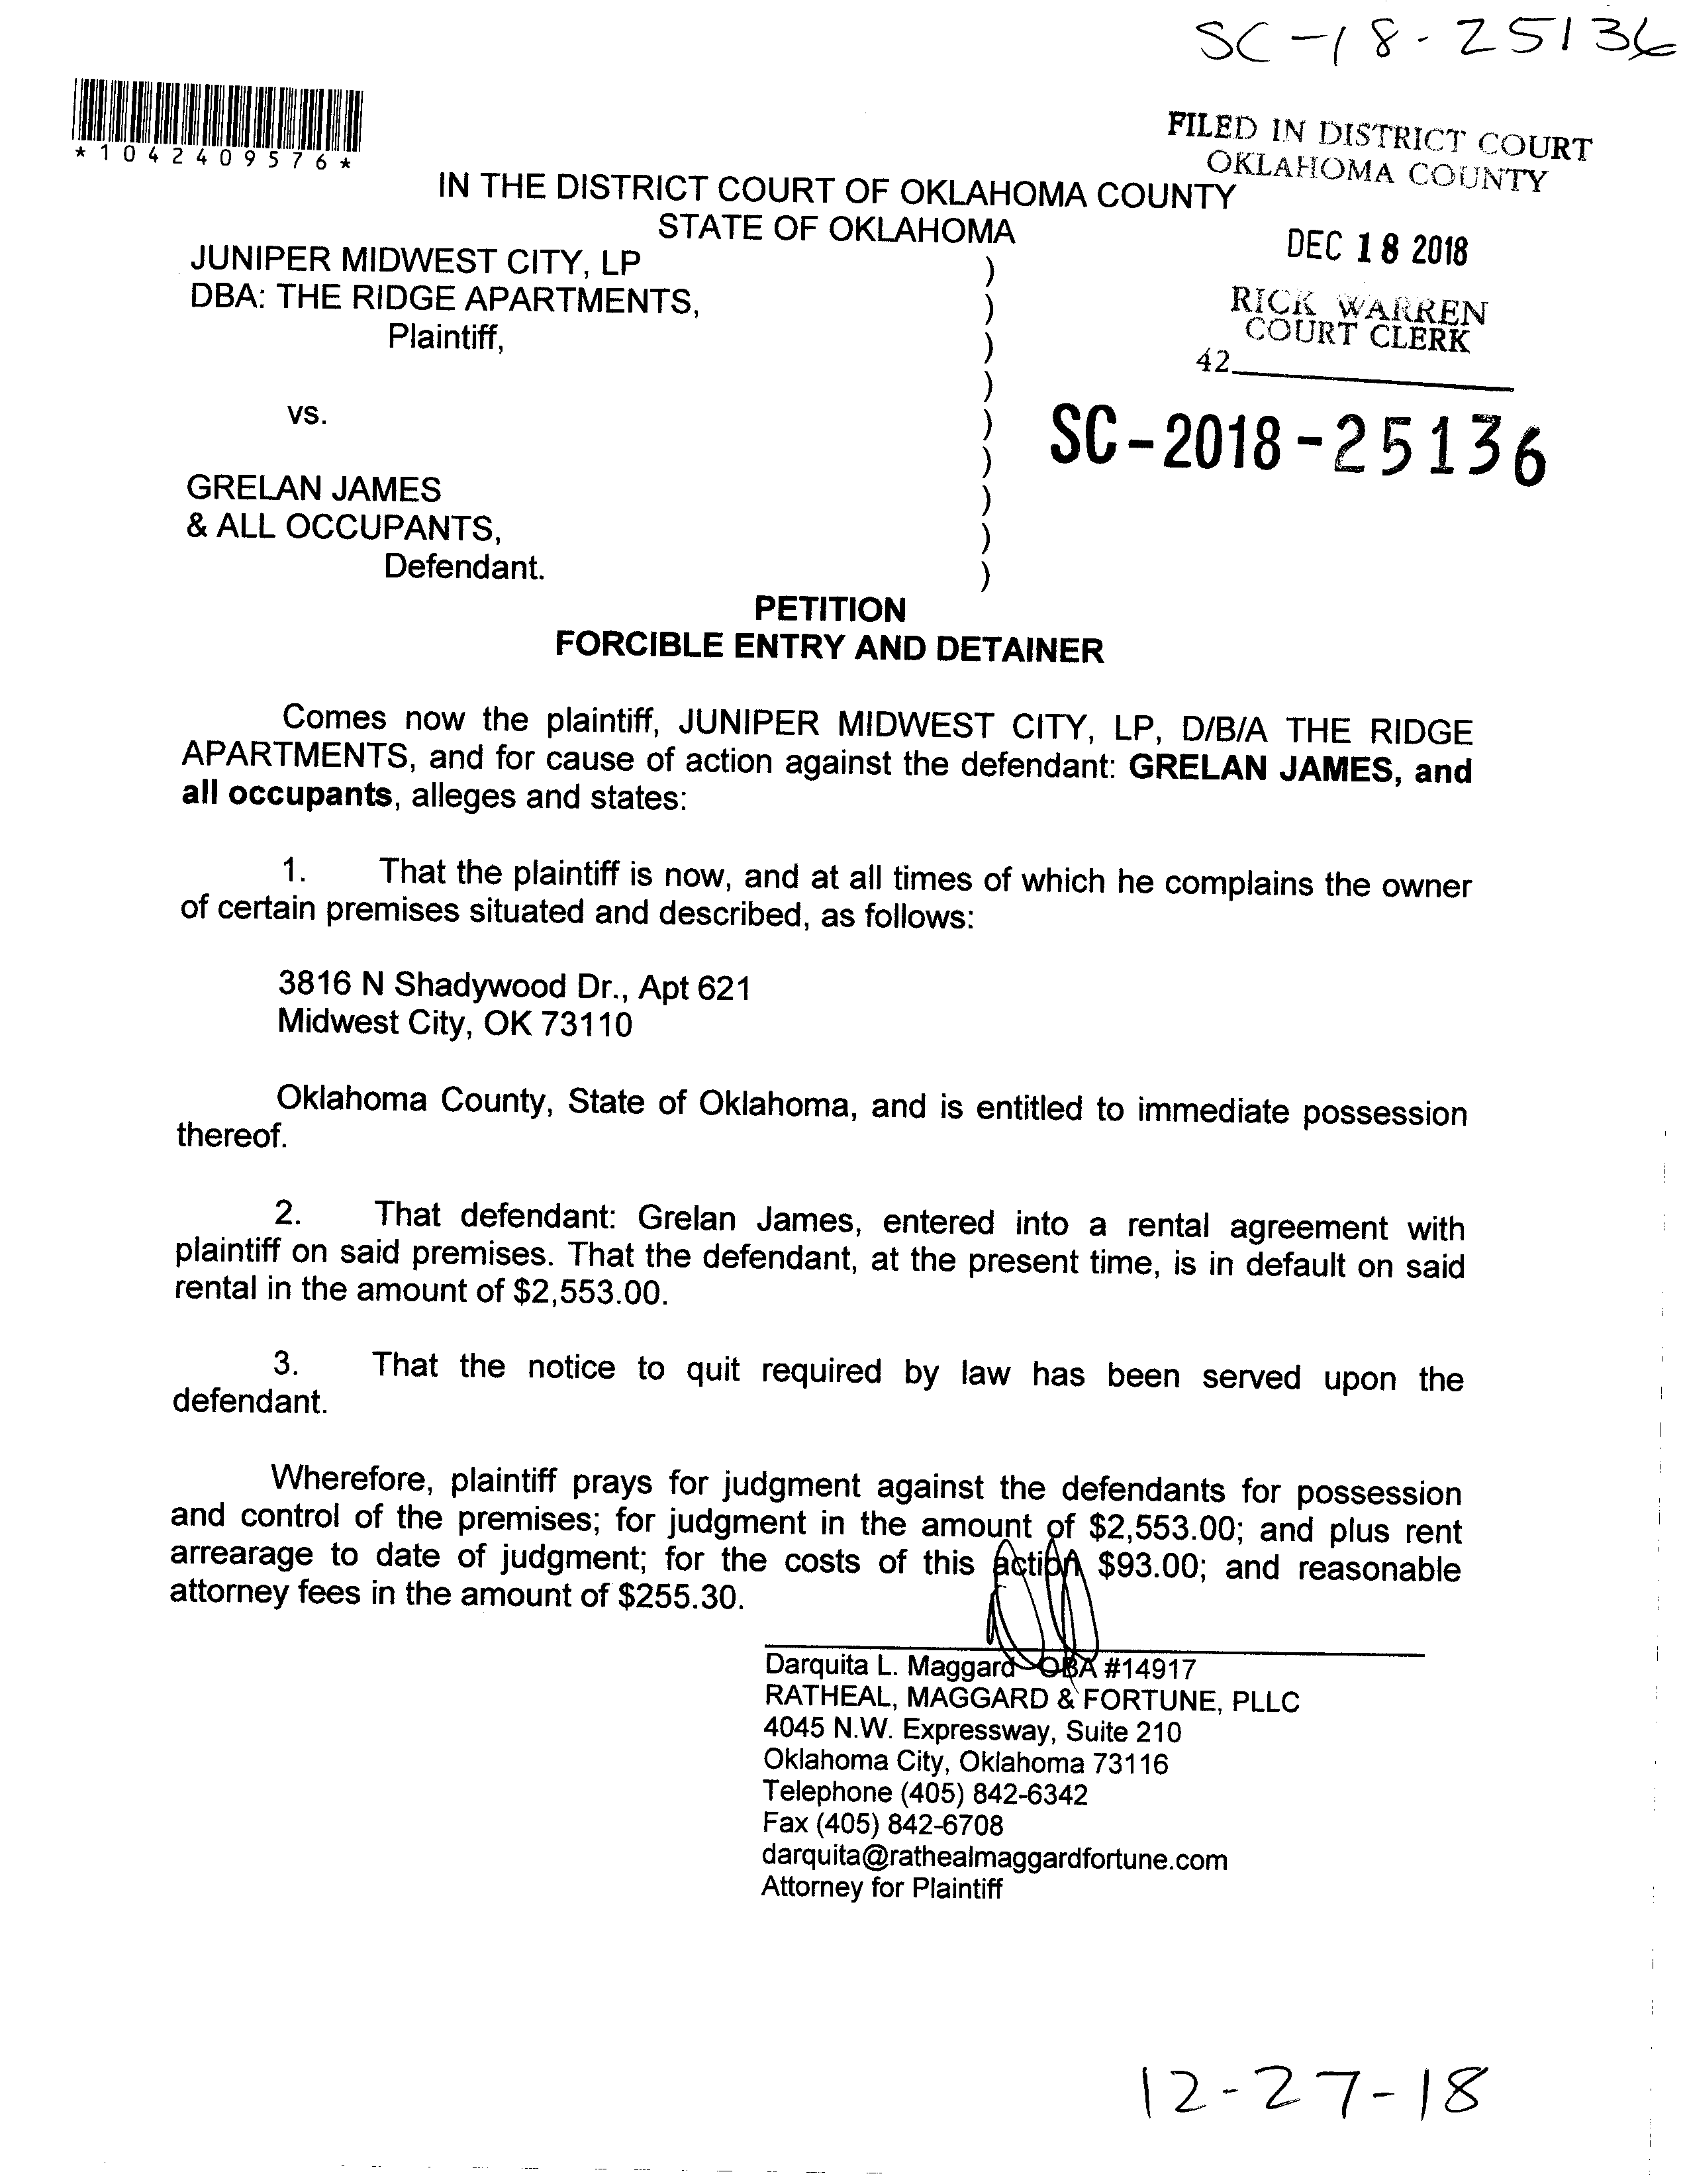 SC-18-25136
*1042409576*
FILED IN DISTRICT COURT
OKLAHOMA COUNTY
IN THE DISTRICT COURT OF OKLAHOMA COUNTY
STATE OF OKLAHOMA
DEC 18 2018
RICK WARREN
COURT CLERK
42
SC-2018-25136
JUNIPER MIDWEST CITY, LP )
DBA: THE RIDGE APARTMENTS, )
Plaintiff, )
)
vs. )
)
GRELAN JAMES )
& ALL OCCUPANTS, )
Defendant. )
PETITION
FORCIBLE ENTRY AND DETAINER
Comes now the plaintiff, JUNIPER MIDWEST CITY, LP, D/B/A THE RIDGE
APARTMENTS, and for cause of action against the defendant: GRELAN JAMES, and
all occupants, alleges and states:
1. That the plaintiff is now, and at all times of which he complains the owner
of certain premises situated and described, as follows:
3816 N Shadywood Dr., Apt 621
Midwest City, OK 73110
Oklahoma County, State of Oklahoma, and is entitled to immediate possession
thereof.
2. That defendant: Grelan James, entered into a rental agreement with
plaintiff on said premises. That the defendant, at the present time, is in default on said
rental in the amount of $2,553.00.
3. That the notice to quit required by law has been served upon the
defendant.
Wherefore, plaintiff prays for judgment against the defendants for possession
and control of the premises; for judgment in the amount of $2,553.00; and plus rent
arrearage to date of judgment; for the costs of this action $93.00; and reasonable
attorney fees in the amount of $255.30.
Darquita L. Maggard OBA #14917
RATHEAL, MAGGARD & FORTUNE, PLLC
4045 N.W. Expressway, Suite 210
Oklahoma City, Oklahoma 73116
Telephone (405) 842-6342
Fax (405) 842-6708
darquita@rathealmaggardfortune.com
Attorney for Plaintiff
12-27-18